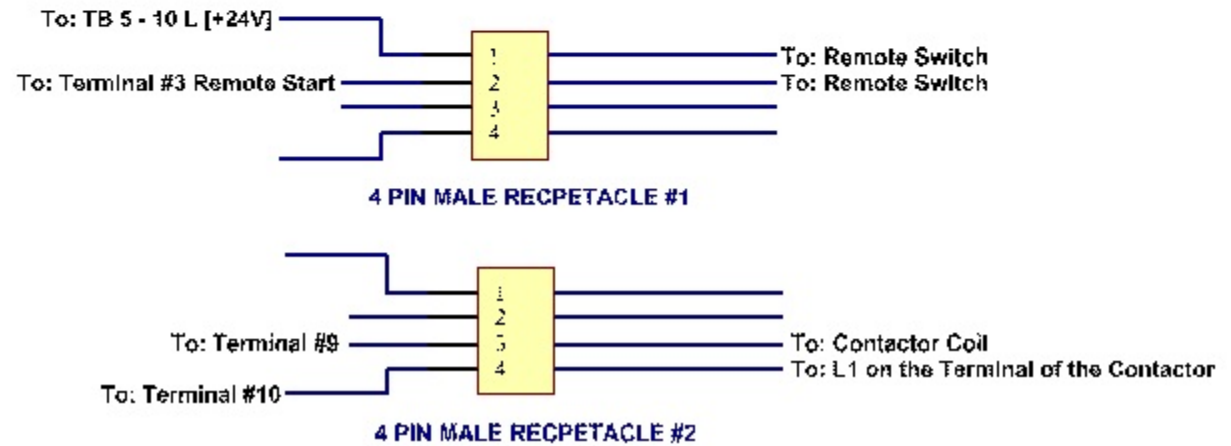 To: TB 5 - 10 L [+24V]
1
To: Remote Switch
To: Terminal #3 Remote Start
2
To: Remote Switch
3
4
4 PIN MALE RECPETACLE #1
1
2
To: Terminal #9
3
To: Contactor Coil
4
To: L1 on the Terminal of the Contactor
To: Terminal #10
4 PIN MALE RECPETACLE #2